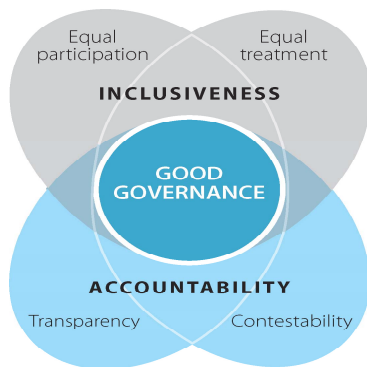 Equal
participation
Equal
treatment
INCLUSIVENESS
GOOD
GOVERNANCE
ACCOUNTABILITY
Transparency
Contestability